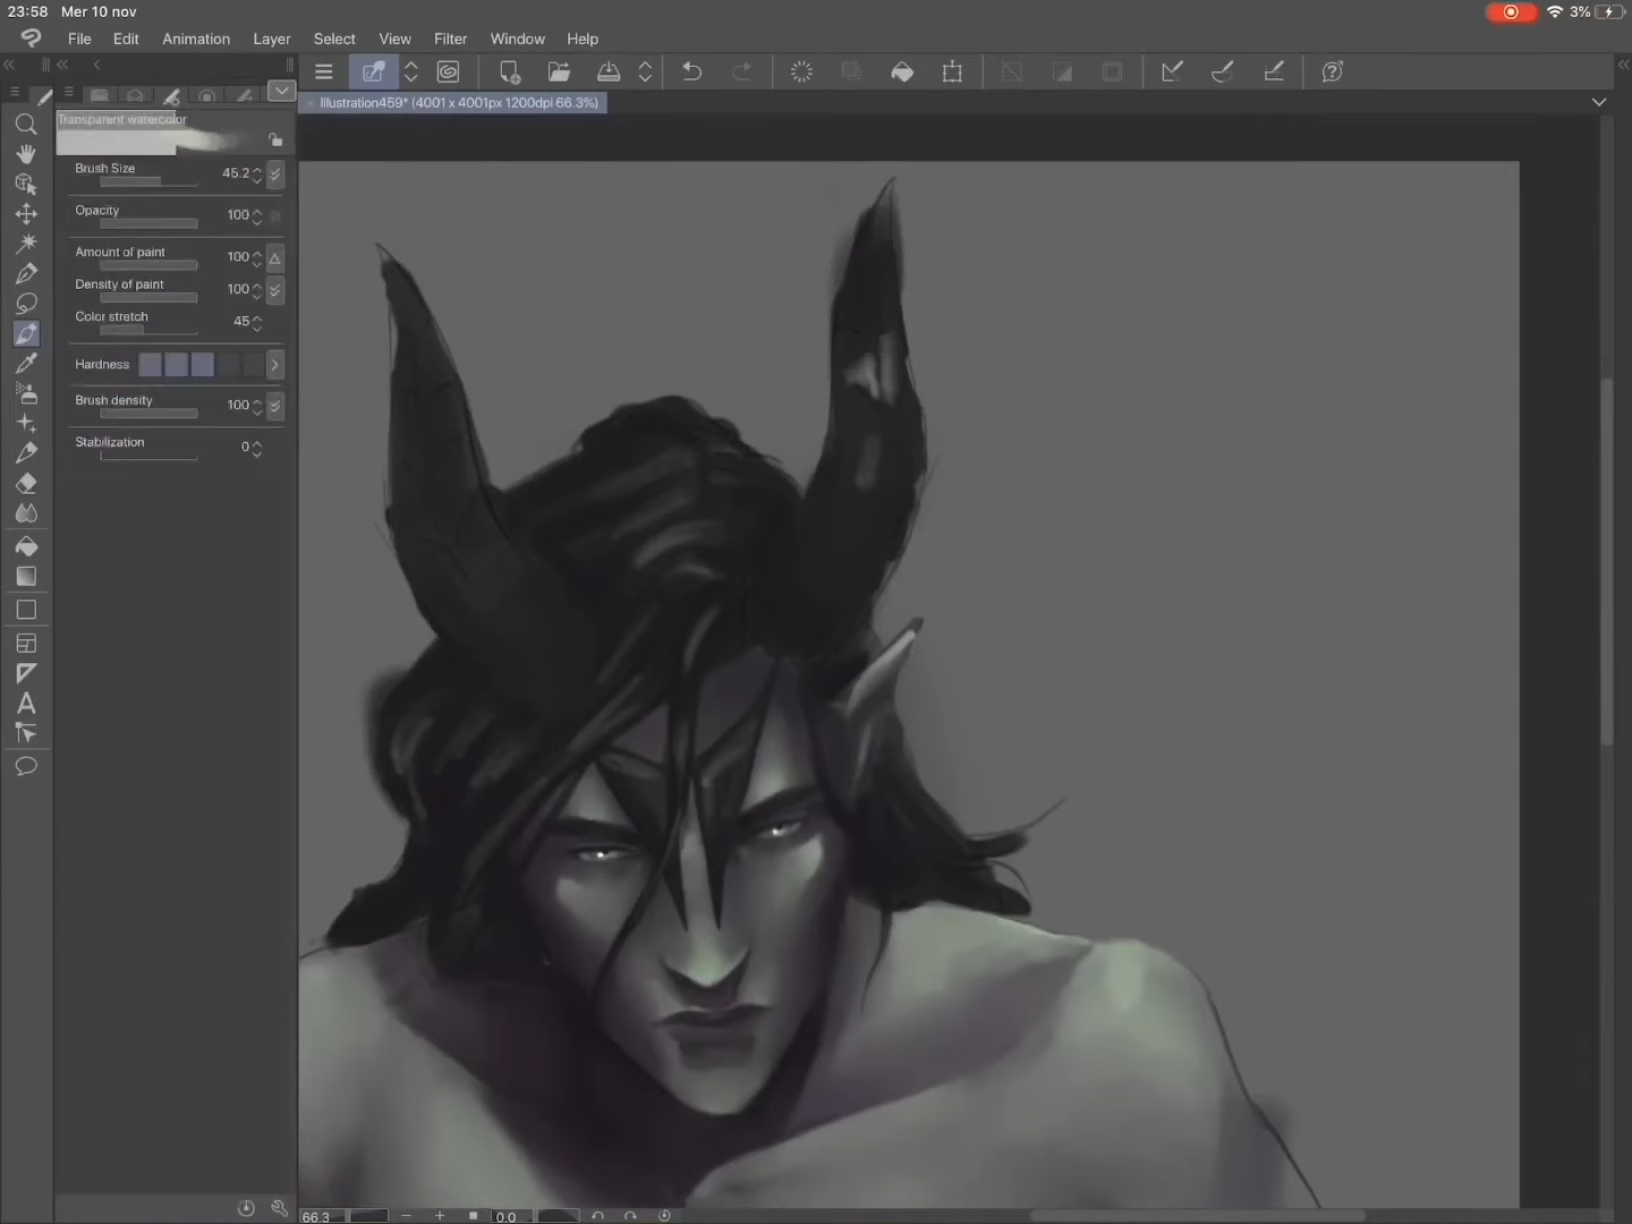 23:58 Mer 10 nov 3%
File Edit Animation Layer Select View Filter Window Help
Illustration459* (4001 x 4001px 1200dpi 66.3%)
Transparent watercolor
Brush Size 45.2
Opacity 100
Amount of paint 100
Density of paint 100
Color stretch 45
Hardness
Brush density 100
Stabilization 0
A
66.3 0.0